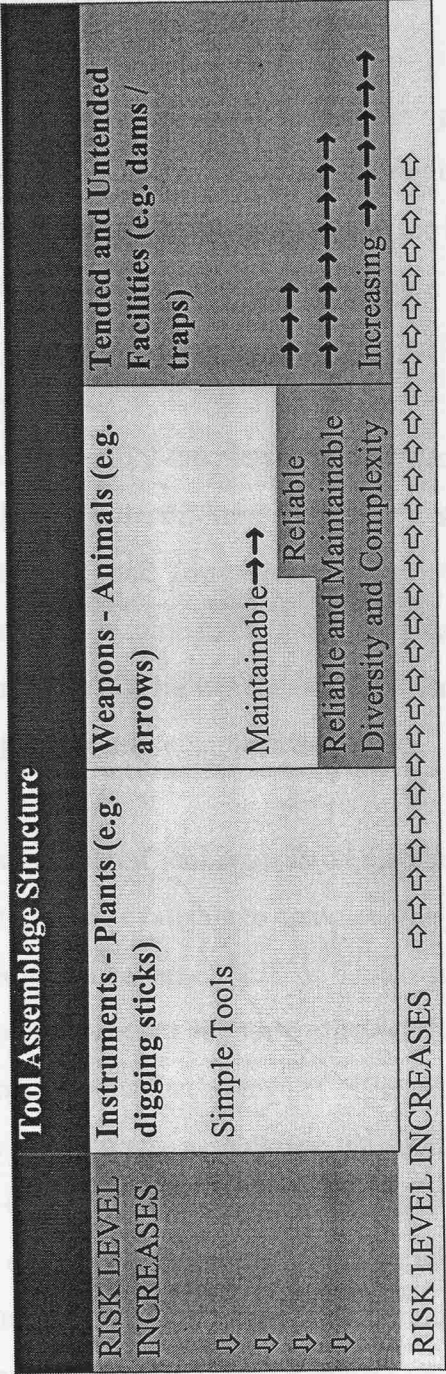 Tool Assemblage Structure
RISK LEVEL
INCREASES
⇩
⇩
⇩
⇩
Instruments - Plants (e.g.
digging sticks)
Simple Tools
Weapons - Animals (e.g.
arrows)
Maintainable→→
Reliable
Reliable and Maintainable
Diversity and Complexity
Tended and Untended
Facilities (e.g. dams /
traps)
→→→
→→→→→→→
Increasing →→→→→→
RISK LEVEL INCREASES ⇨⇨⇨⇨⇨⇨⇨⇨⇨⇨⇨⇨⇨⇨⇨⇨⇨⇨⇨⇨⇨⇨⇨⇨⇨⇨